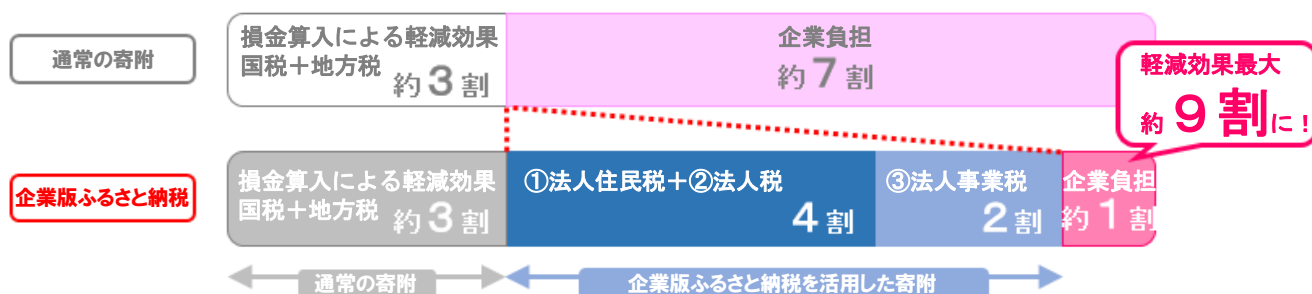 通常の寄附
損金算入による軽減効果
国税＋地方税
約3割
企業負担
約7割
軽減効果最大
約9割に！
企業版ふるさと納税
損金算入による軽減効果
国税＋地方税
約3割
①法人住民税＋②法人税
4割
③法人事業税
2割
企業負担
約1割
通常の寄附
企業版ふるさと納税を活用した寄附